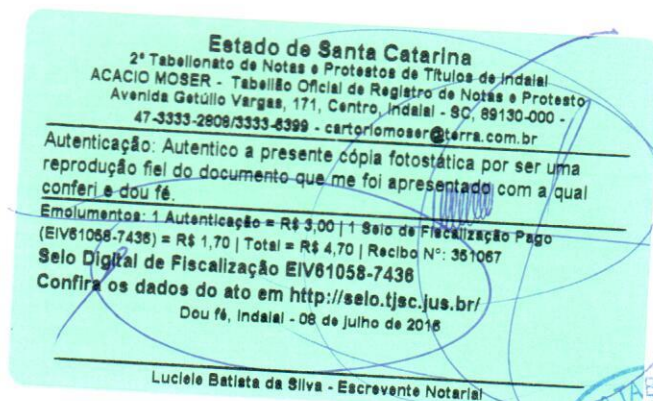 Estado de Santa Catarina
2º Tabelionato de Notas e Protestos de Títulos de Indaial
ACACIO MOSER - Tabelião Oficial de Registro de Notas e Protesto
Avenida Getúlio Vargas, 171, Centro, Indaial - SC, 89130-000 -
47-3333-2808/3333-6399 - cartoriomoser@terra.com.br
Autenticação: Autentico a presente cópia fotostática por ser uma
reprodução fiel do documento que me foi apresentado com a qual
conferi e dou fé.
Emolumentos: 1 Autenticação = R$ 3,00 | 1 Selo de Fiscalização Pago
(EIV61058-7436) = R$ 1,70 | Total = R$ 4,70 | Recibo Nº: 351067
Selo Digital de Fiscalização EIV61058-7436
Confira os dados do ato em http://selo.tjsc.jus.br/
Dou fé, Indaial - 08 de julho de 2016
Luciele Batista da Silva - Escrevente Notarial